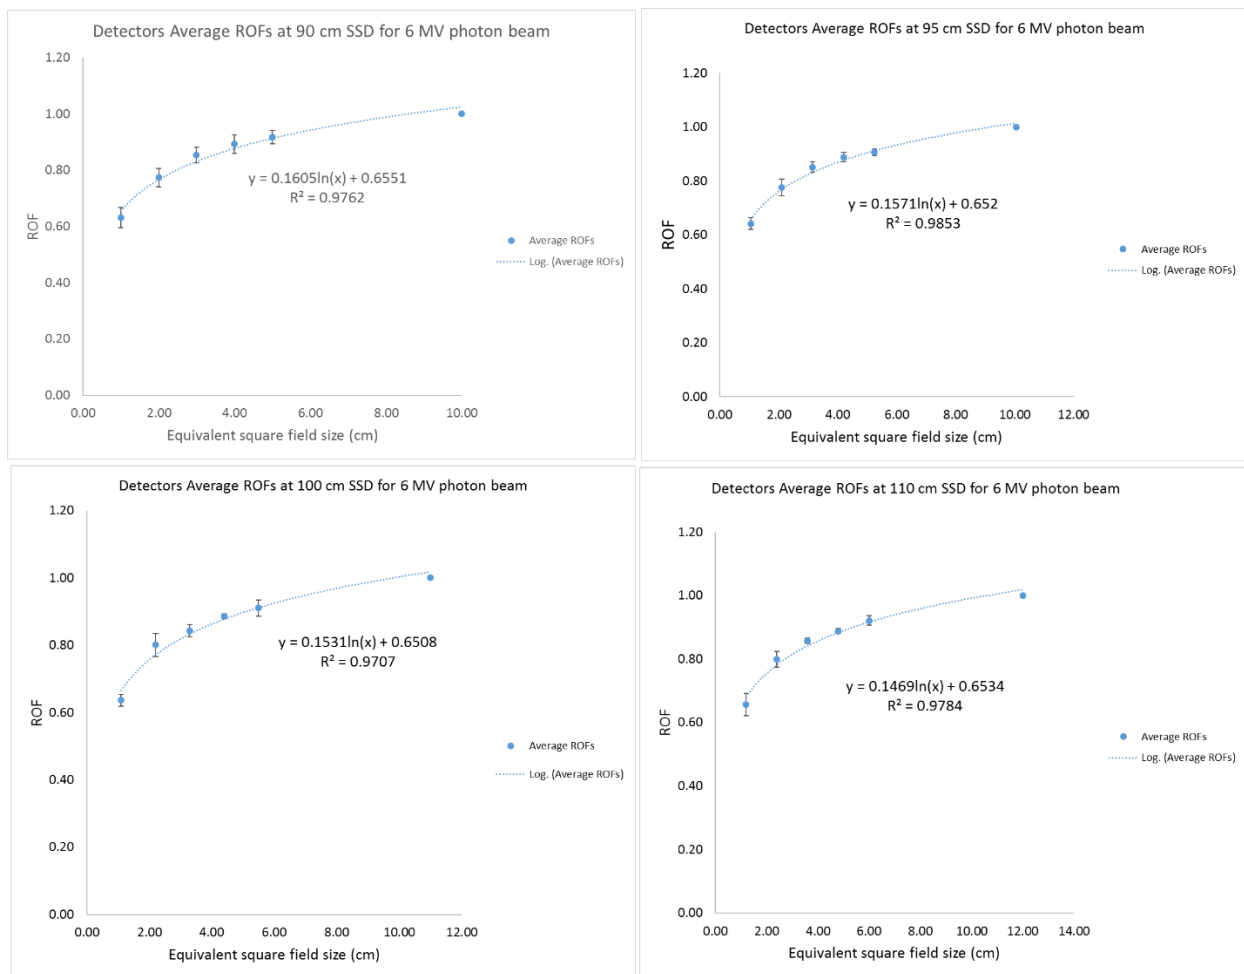 Detectors Average ROFs at 90 cm SSD for 6 MV photon beam
1.20
1.00
0.80
0.60
0.40
0.20
0.00
ROF
y = 0.1605ln(x) + 0.6551
R² = 0.9762
Average ROFs
Log. (Average ROFs)
0.00 2.00 4.00 6.00 8.00 10.00
Equivalent square field size (cm)
Detectors Average ROFs at 95 cm SSD for 6 MV photon beam
1.20
1.00
0.80
0.60
0.40
0.20
0.00
ROF
y = 0.1571ln(x) + 0.652
R² = 0.9853
Average ROFs
Log. (Average ROFs)
0.00 2.00 4.00 6.00 8.00 10.00 12.00
Equivalent square field size (cm)
Detectors Average ROFs at 100 cm SSD for 6 MV photon beam
1.20
1.00
0.80
0.60
0.40
0.20
0.00
ROF
y = 0.1531ln(x) + 0.6508
R² = 0.9707
Average ROFs
Log. (Average ROFs)
0.00 2.00 4.00 6.00 8.00 10.00 12.00
Equivalent square field size (cm)
Detectors Average ROFs at 110 cm SSD for 6 MV photon beam
1.20
1.00
0.80
0.60
0.40
0.20
0.00
ROF
y = 0.1469ln(x) + 0.6534
R² = 0.9784
Average ROFs
Log. (Average ROFs)
0.00 2.00 4.00 6.00 8.00 10.00 12.00 14.00
Equivalent square field size (cm)